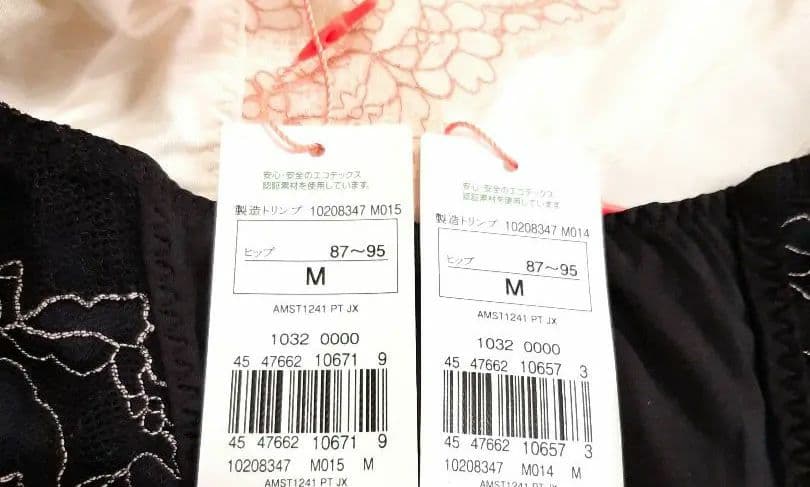 安心・安全のエコテックス
認証素材を使用しています。
製造トリンプ 10208347 M015
ヒップ 87〜95
M
AMST1241 PT JX
1032 0000
45 47662 10671 9
45 47662 10671 9
10208347 M015 M
AMST1241 PT JX
安心・安全のエコテックス
認証素材を使用しています。
製造トリンプ 10208347 M014
ヒップ 87〜95
M
AMST1241 PT JX
1032 0000
45 47662 10657 3
45 47662 10657 3
10208347 M014 M
AMST1241 PT JX